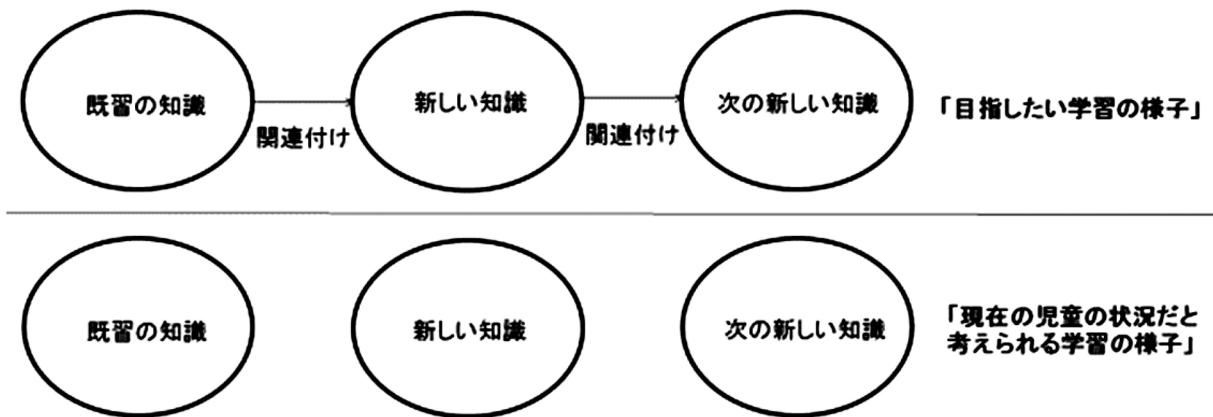 既習の知識
関連付け
新しい知識
関連付け
次の新しい知識
「目指したい学習の様子」
既習の知識
新しい知識
次の新しい知識
「現在の児童の状況だと
考えられる学習の様子」